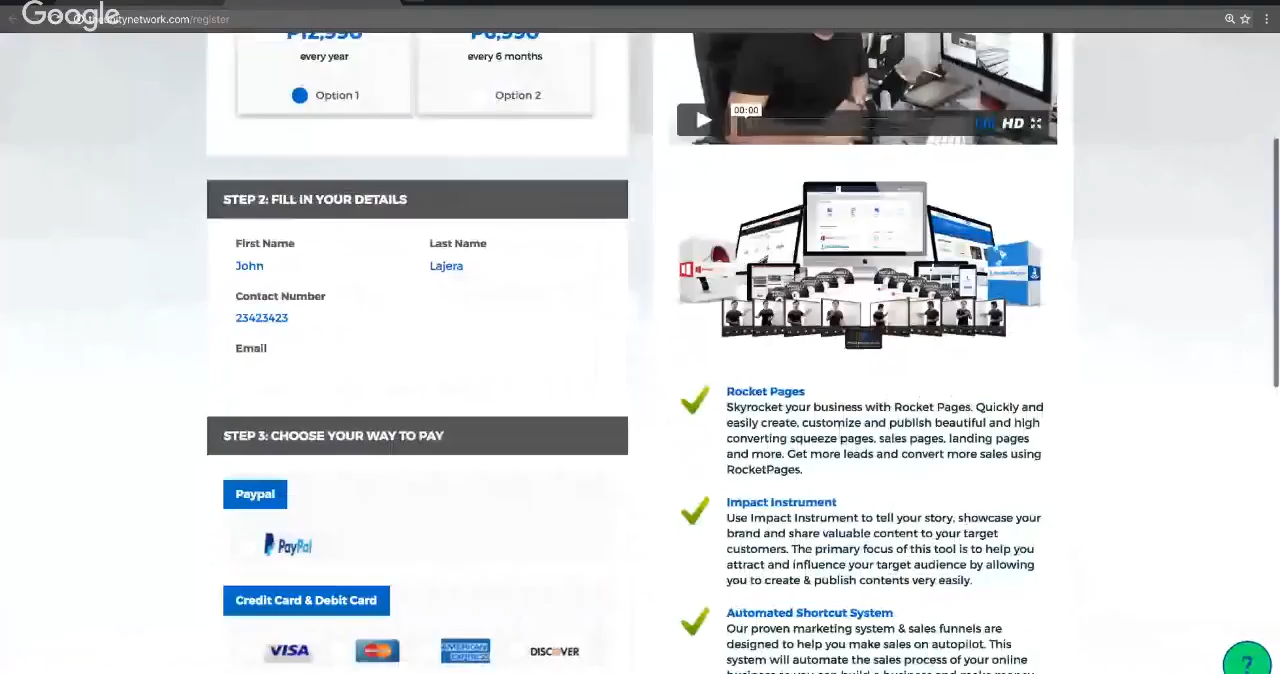 Google
/register
P12,996
every year
Option 1
every 6 months
Option 2
00:00
HD
STEP 2: FILL IN YOUR DETAILS
First Name
Last Name
John
Lajera
Contact Number
23423423
Email
STEP 3: CHOOSE YOUR WAY TO PAY
Paypal
PayPal
Credit Card & Debit Card
VISA
MasterCard
AMERICAN EXPRESS
DISCOVER
Rocket Pages
Skyrocket your business with Rocket Pages. Quickly and
easily create, customize and publish beautiful and high
converting squeeze pages, sales pages, landing pages
and more. Get more leads and convert more sales using
RocketPages.
Impact Instrument
Use Impact Instrument to tell your story, showcase your
brand and share valuable content to your target
customers. The primary focus of this tool is to help you
attract and influence your target audience by allowing
you to create & publish contents very easily.
Automated Shortcut System
Our proven marketing system & sales funnels are
designed to help you make sales on autopilot. This
system will automate the sales process of your online
?